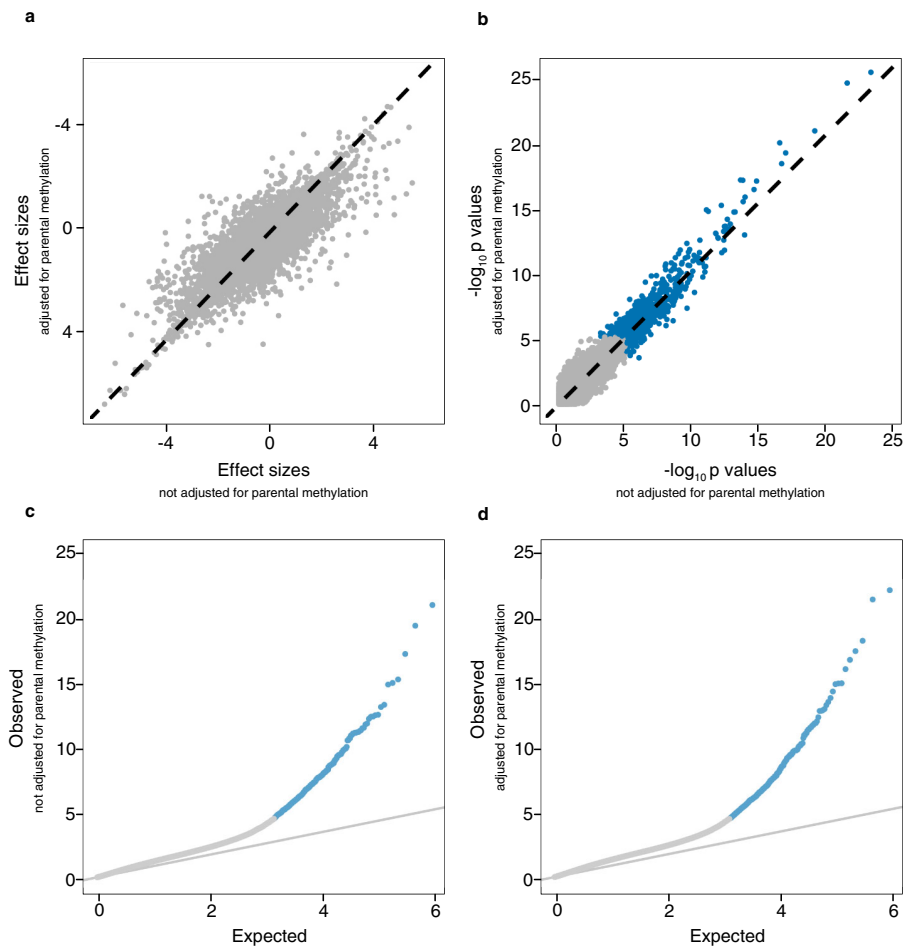 a
Effect sizes
adjusted for parental methylation
-4
0
4
-4
0
4
Effect sizes
not adjusted for parental methylation
b
-log10 p values
adjusted for parental methylation
25
20
15
10
5
0
0
5
10
15
20
25
-log10 p values
not adjusted for parental methylation
c
Observed
not adjusted for parental methylation
25
20
15
10
5
0
0
2
4
6
Expected
d
Observed
adjusted for parental methylation
25
20
15
10
5
0
0
2
4
6
Expected